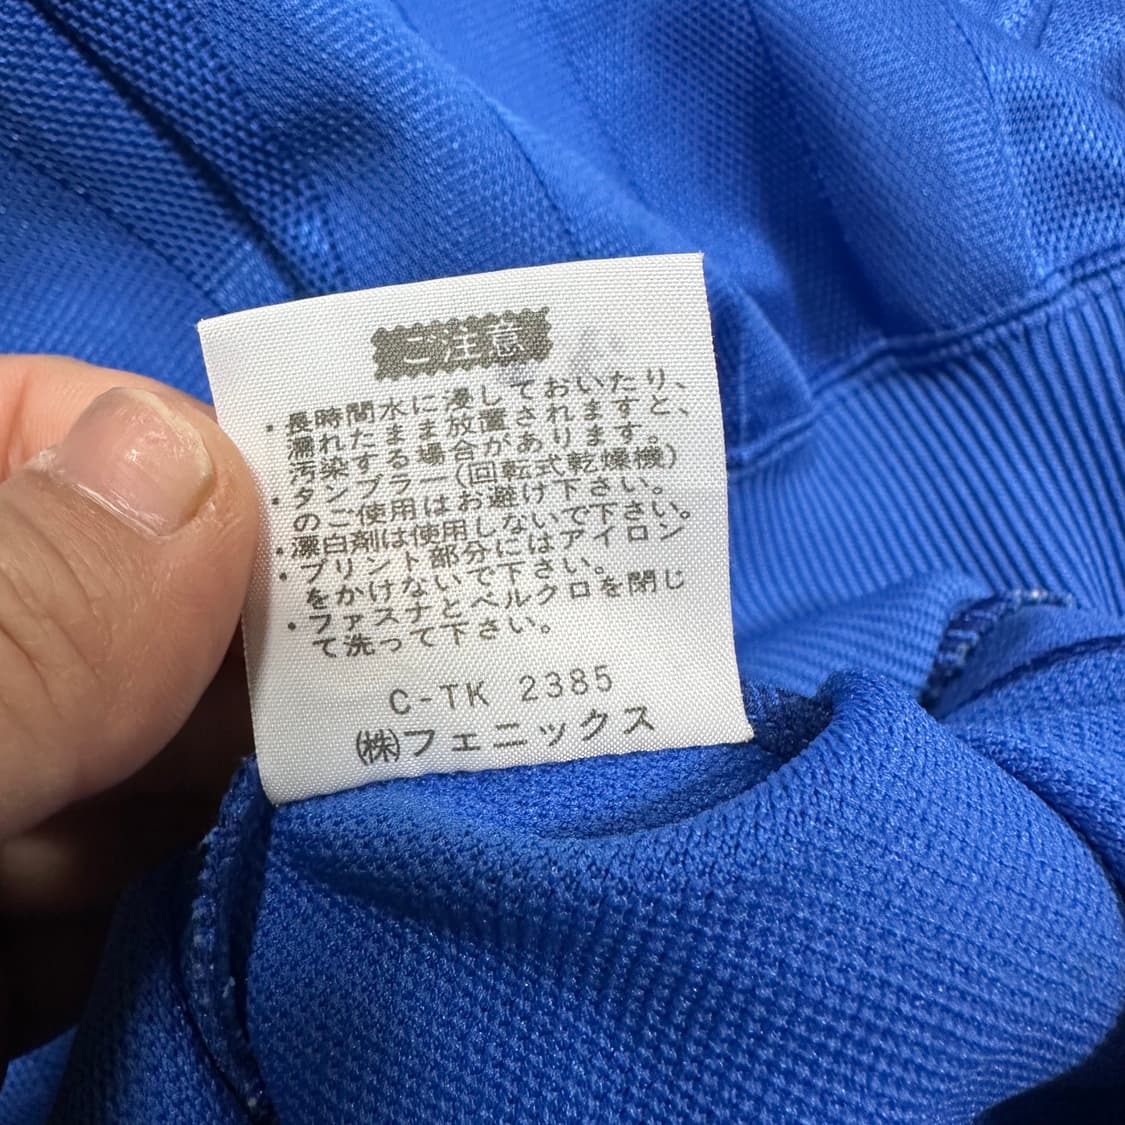 ご注意
・長時間水に浸しておいたり、
濡れたまま放置されますと、
汚染する場合があります。
・タンブラー(回転式乾燥機)
のご使用はお避け下さい。
・漂白剤は使用しないで下さい。
・プリント部分にはアイロン
をかけないで下さい。
・ファスナとベルクロを閉じ
て洗って下さい。
C-TK 2385
(株)フェニックス